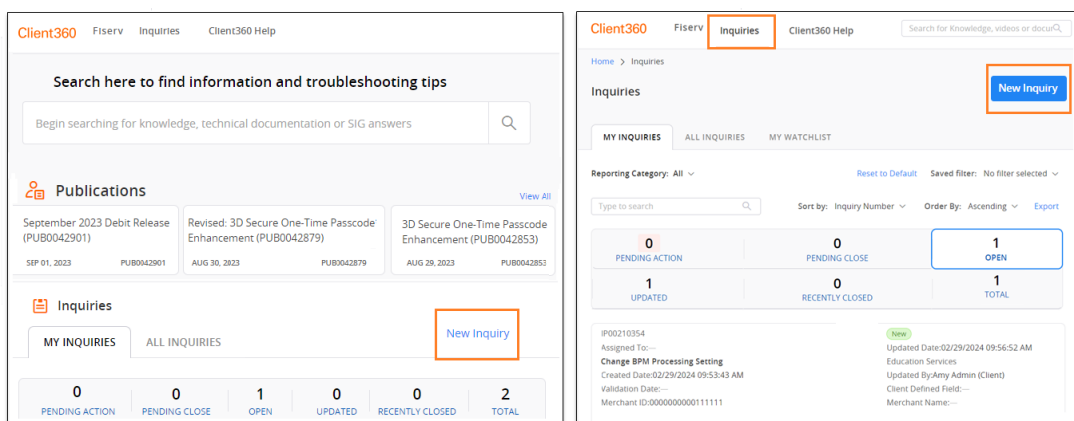 Client360 Fiserv Inquiries Client360 Help
Search here to find information and troubleshooting tips
Begin searching for knowledge, technical documentation or SIG answers
Publications
View All
September 2023 Debit Release
(PUB0042901)
SEP 01, 2023 PUB0042901
Revised: 3D Secure One-Time Passcode
Enhancement (PUB0042879)
AUG 30, 2023 PUB0042879
3D Secure One-Time Passcode
Enhancement (PUB0042853)
AUG 29, 2023 PUB0042853
Inquiries
MY INQUIRIES ALL INQUIRIES
New Inquiry
0 0 1 0 0 2
PENDING ACTION PENDING CLOSE OPEN UPDATED RECENTLY CLOSED TOTAL
Client360 Fiserv Inquiries Client360 Help Search for Knowledge, videos or docu
Home > Inquiries
Inquiries
New Inquiry
MY INQUIRIES ALL INQUIRIES MY WATCHLIST
Reporting Category: All Reset to Default Saved filter: No filter selected
Type to search Sort by: Inquiry Number Order By: Ascending Export
0 0 1
PENDING ACTION PENDING CLOSE OPEN
1 0 1
UPDATED RECENTLY CLOSED TOTAL
IP00210354
Assigned To:--
Change BPM Processing Setting
Created Date:02/29/2024 09:53:43 AM
Validation Date:--
Merchant ID:0000000000111111
New
Updated Date:02/29/2024 09:56:52 AM
Education Services
Updated By:Amy Admin (Client)
Client Defined Field:--
Merchant Name:--